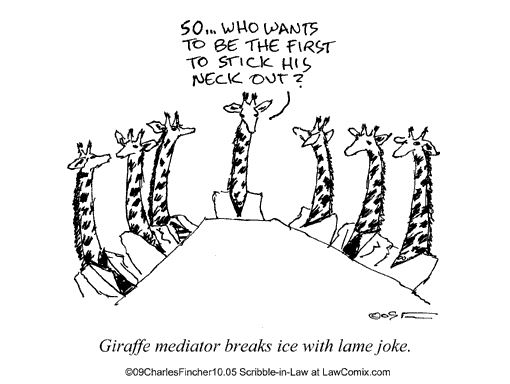 SO... WHO WANTS
TO BE THE FIRST
TO STICK HIS
NECK OUT?
Giraffe mediator breaks ice with lame joke.
©09CharlesFincher10.05 Scribble-in-Law at LawComix.com